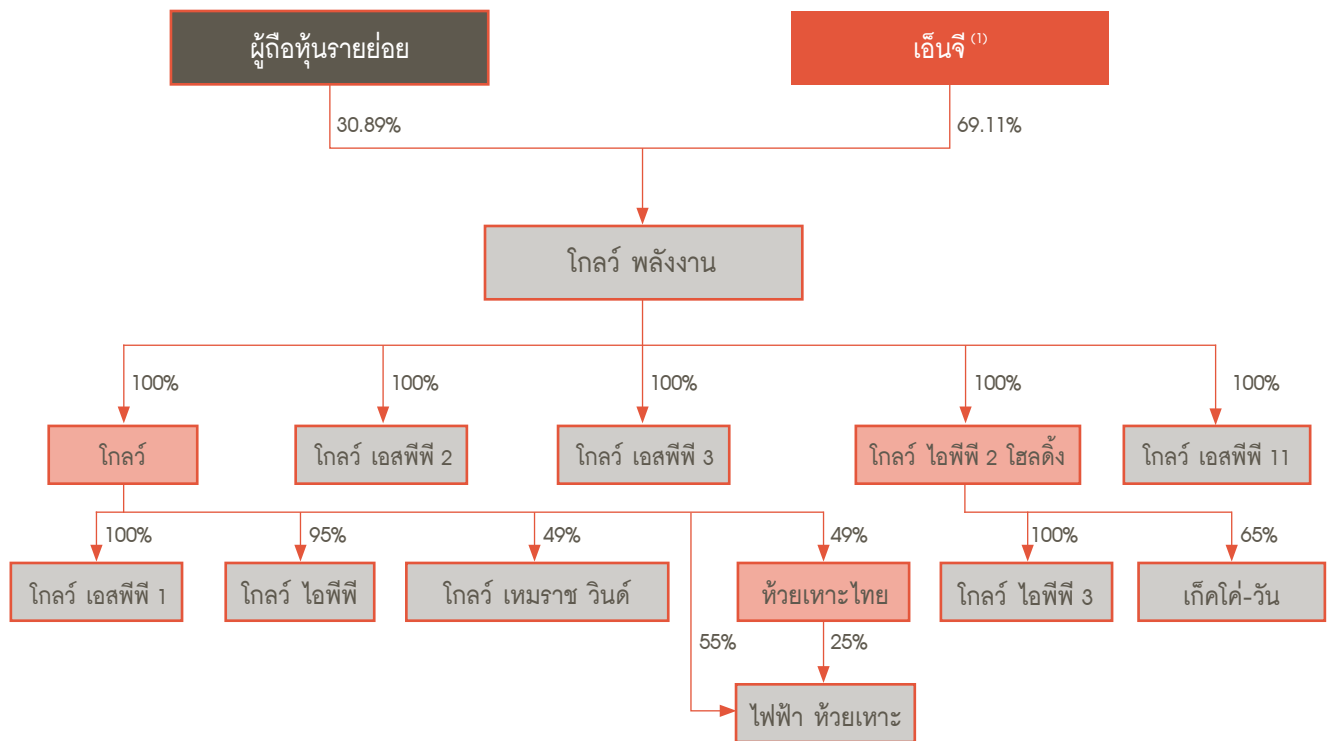 ผู้ถือหุ้นรายย่อย
เอ็นจี (1)
30.89%
69.11%
โกลว์ พลังงาน
100%
100%
100%
100%
100%
โกลว์
โกลว์ เอสพีพี 2
โกลว์ เอสพีพี 3
โกลว์ ไอพีพี 2 โฮลดิ้ง
โกลว์ เอสพีพี 11
100%
95%
49%
49%
100%
65%
โกลว์ เอสพีพี 1
โกลว์ ไอพีพี
โกลว์ เหมราช วินด์
ห้วยเหาะไทย
โกลว์ ไอพีพี 3
เก็คโค่-วัน
55%
25%
ไฟฟ้า ห้วยเหาะ